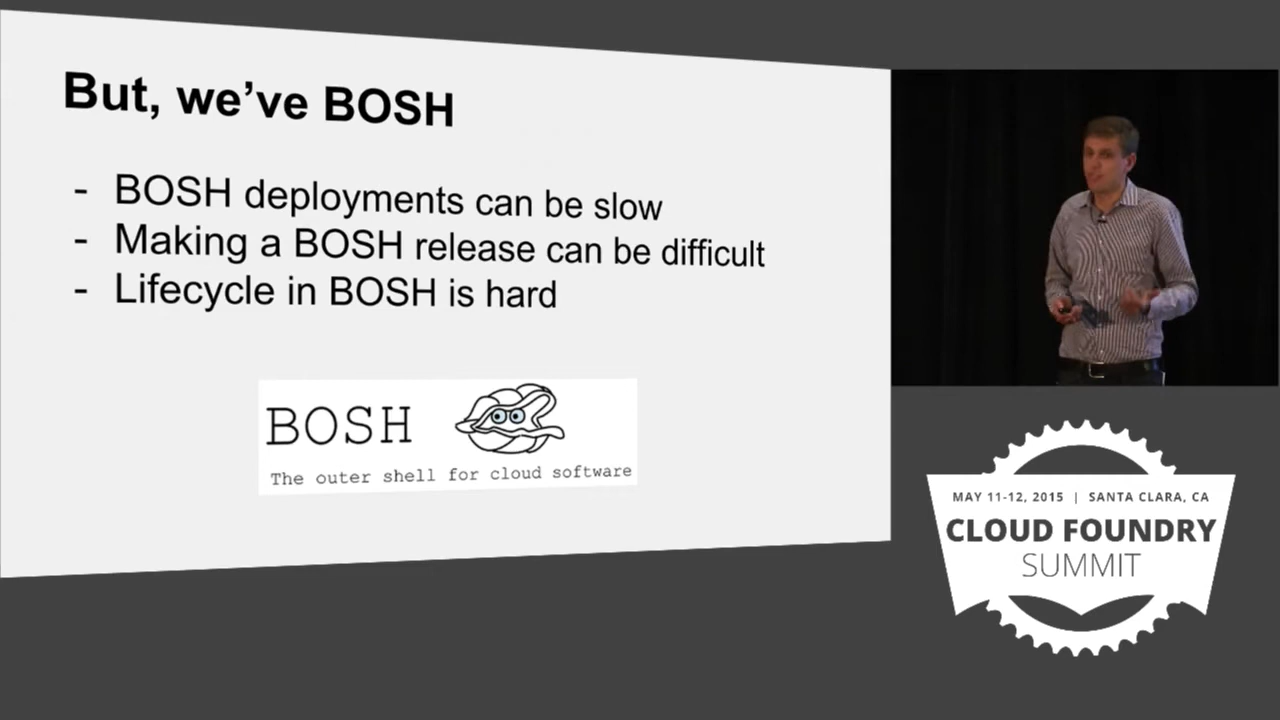 But, we've BOSH
- BOSH deployments can be slow
- Making a BOSH release can be difficult
- Lifecycle in BOSH is hard
BOSH
The outer shell for cloud software
MAY 11-12, 2015 | SANTA CLARA, CA
CLOUD FOUNDRY
SUMMIT